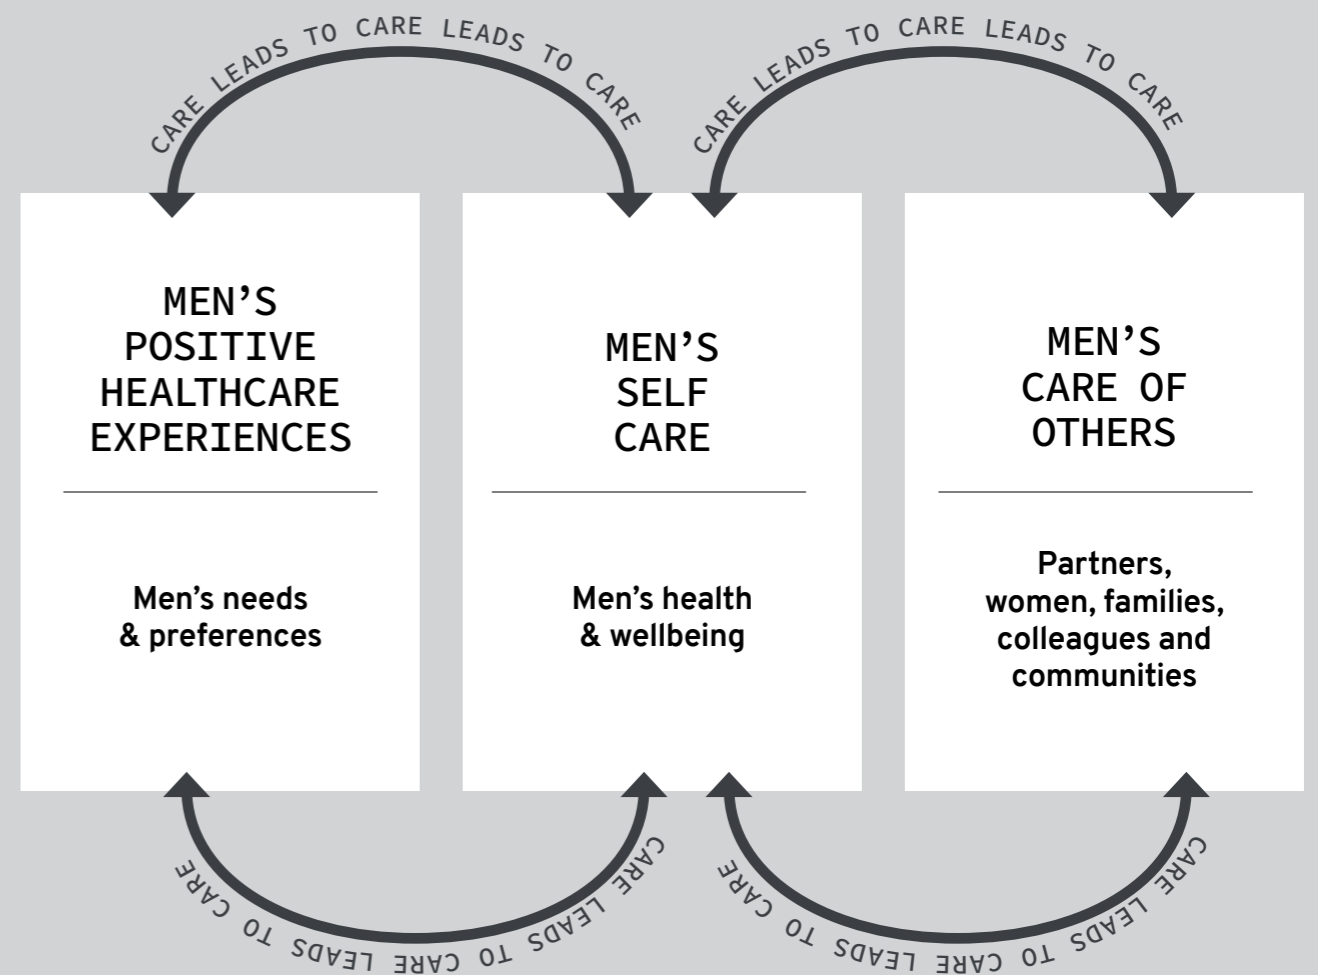 CARE LEADS TO CARE LEADS TO CARE
CARE LEADS TO CARE LEADS TO CARE
MEN’S
POSITIVE
HEALTHCARE
EXPERIENCES
Men’s needs
& preferences
MEN’S
SELF
CARE
Men’s health
& wellbeing
MEN’S
CARE OF
OTHERS
Partners,
women, families,
colleagues and
communities
CARE LEADS TO CARE LEADS TO CARE
CARE LEADS TO CARE LEADS TO CARE